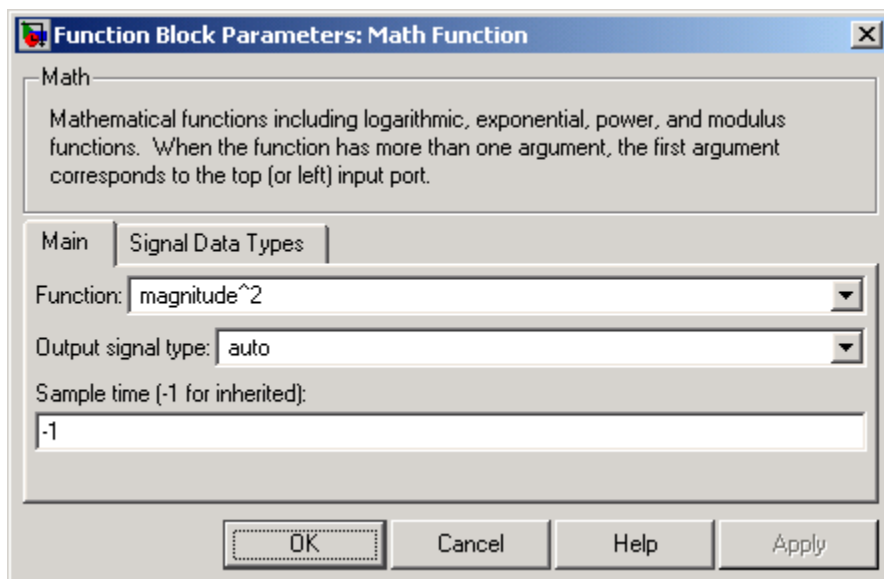 Function Block Parameters: Math Function
Math
Mathematical functions including logarithmic, exponential, power, and modulus
functions. When the function has more than one argument, the first argument
corresponds to the top (or left) input port.
Main Signal Data Types
Function: magnitude^2
Output signal type: auto
Sample time (-1 for inherited):
-1
OK Cancel Help Apply